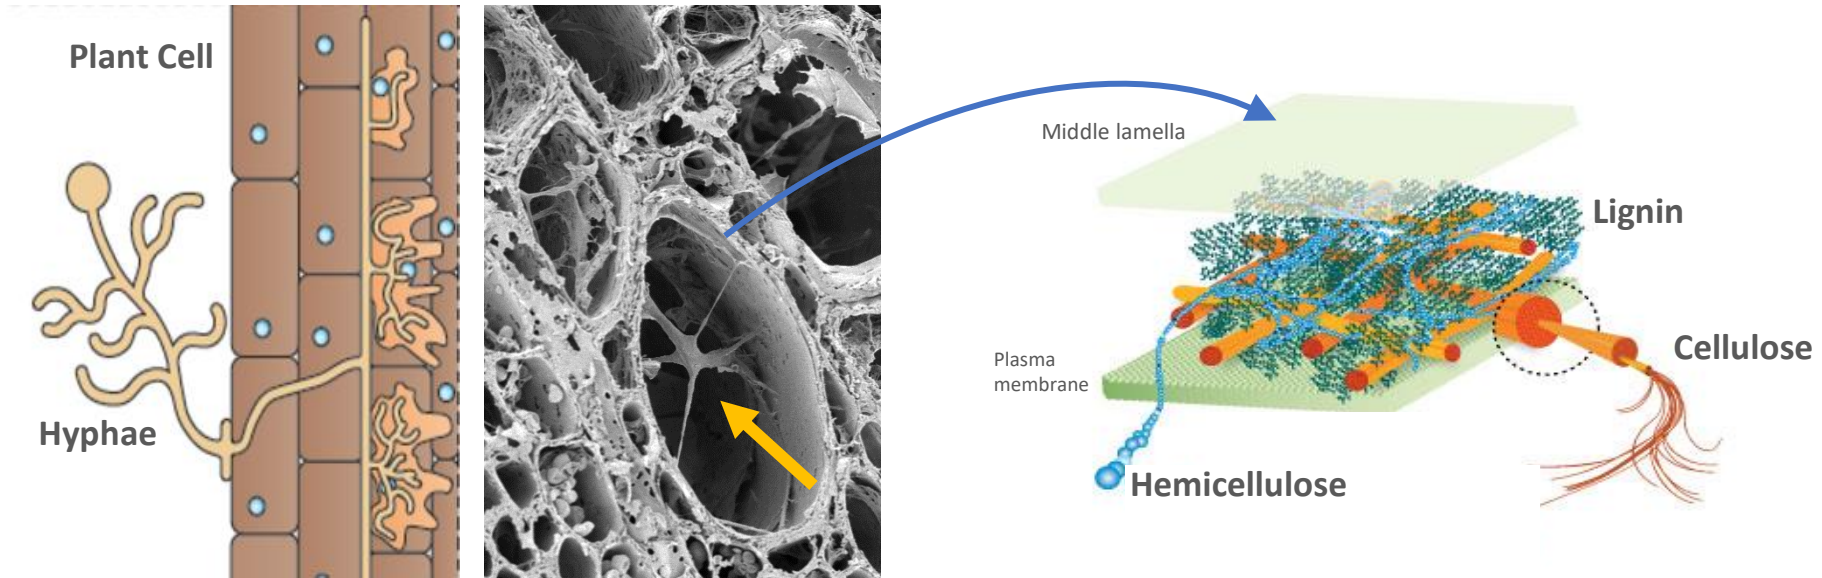 Plant Cell
Hyphae
Middle lamella
Lignin
Plasma
membrane
Cellulose
Hemicellulose